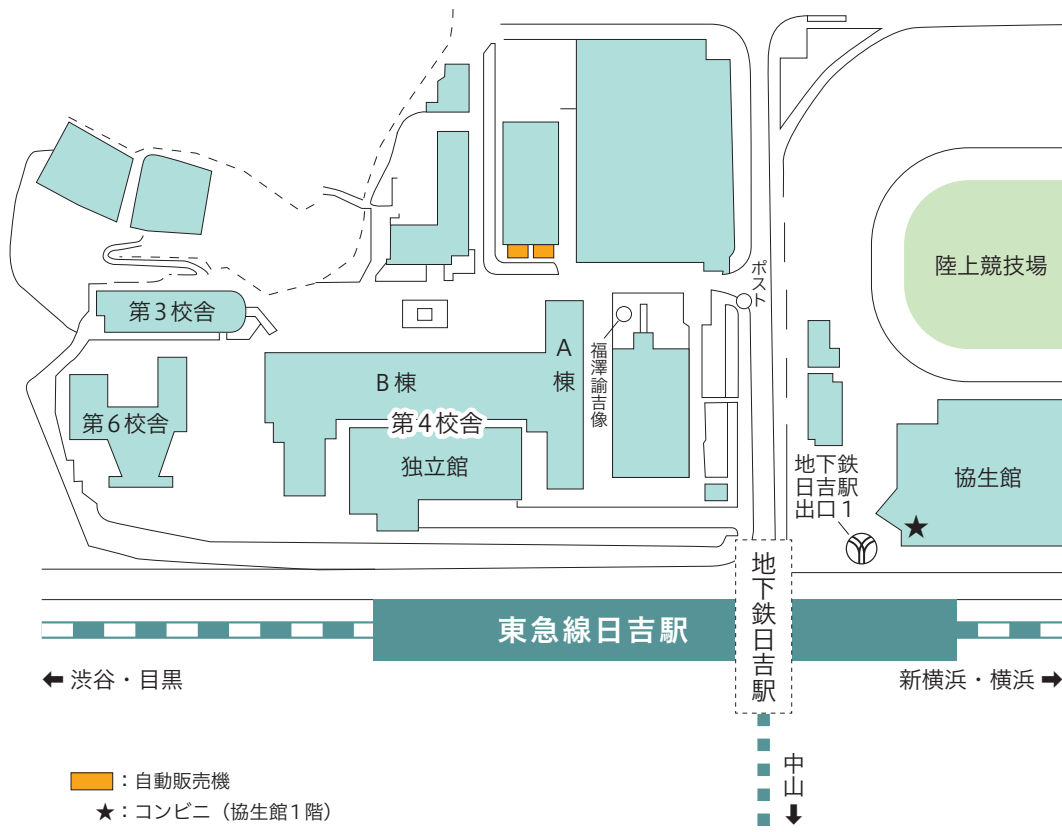 ポスト
陸上競技場
第3校舎
A棟
福澤諭吉像
B棟
第6校舎
第4校舎
独立館
地下鉄
日吉駅
出口1
協生館
★
地下鉄日吉駅
東急線日吉駅
← 渋谷・目黒
新横浜・横浜 →
中山↓
：自動販売機
★：コンビニ（協生館1階）